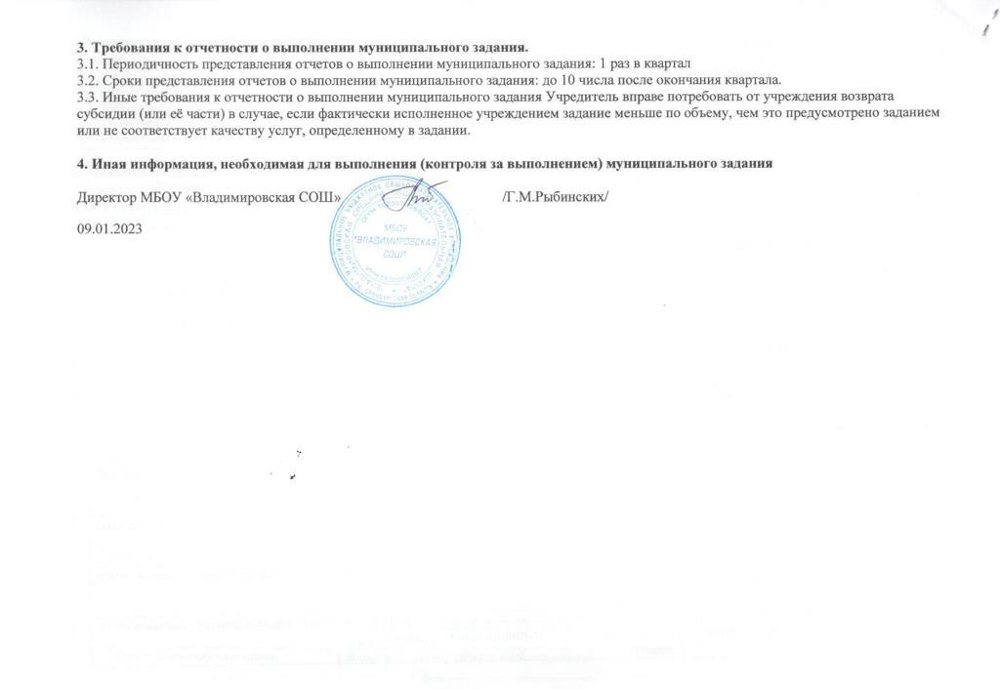 3. Требования к отчетности о выполнении муниципального задания.
3.1. Периодичность представления отчетов о выполнении муниципального задания: 1 раз в квартал
3.2. Сроки представления отчетов о выполнении муниципального задания: до 10 числа после окончания квартала.
3.3. Иные требования к отчетности о выполнении муниципального задания Учредитель вправе потребовать от учреждения возврата
субсидии (или её части) в случае, если фактически исполненное учреждением задание меньше по объему, чем это предусмотрено заданием
или не соответствует качеству услуг, определенному в задании.
4. Иная информация, необходимая для выполнения (контроля за выполнением) муниципального задания
Директор МБОУ «Владимировская СОШ» /Г.М.Рыбинских/
09.01.2023
МБОУ
"ВЛАДИМИРОВСКАЯ
СОШ"